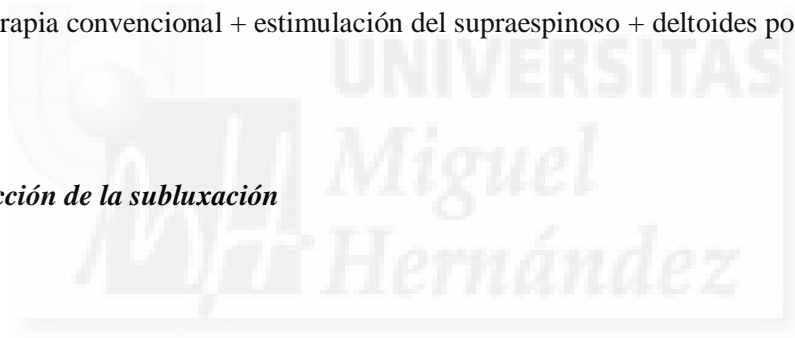 rapia convencional + estimulación del supraespinoso + deltoides po
UNIVERSITAS
Miguel
cción de la subluxación
Hernández